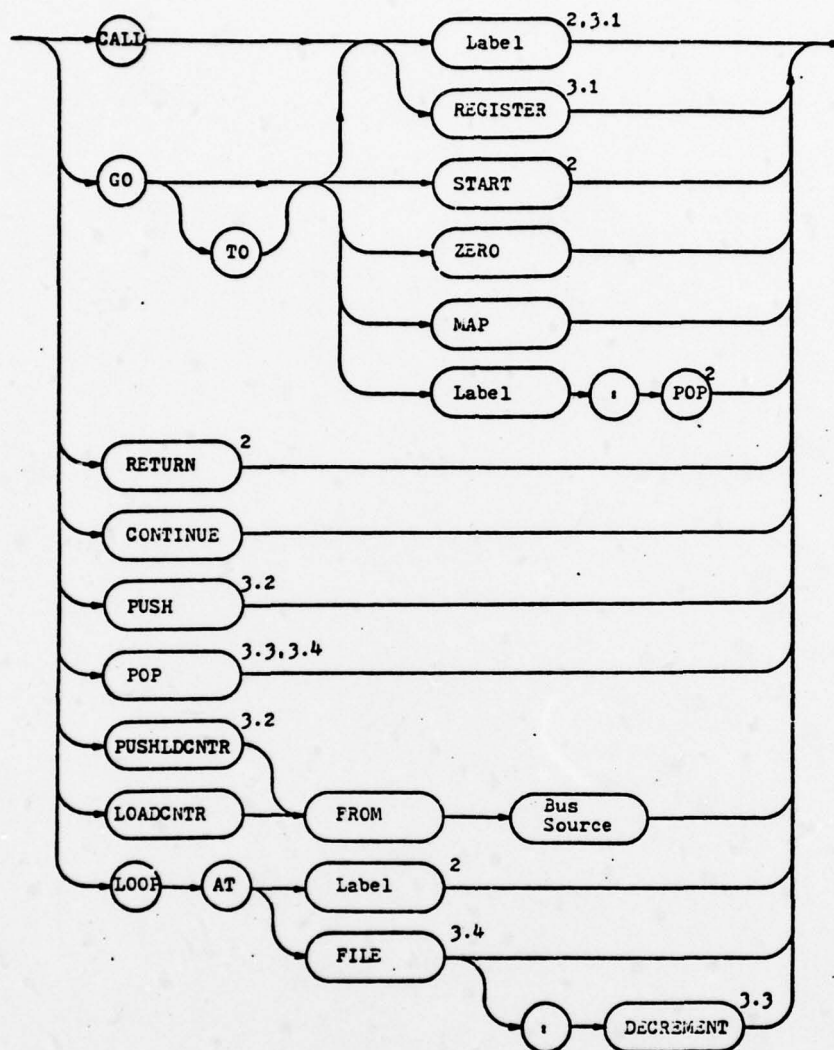 CALL Label 2,3.1
REGISTER 3.1
GO START 2
TO ZERO
MAP
Label : POP 2
RETURN 2
CONTINUE
PUSH 3.2
POP 3.3,3.4
PUSHLDCNTR 3.2
LOADCNTR FROM Bus Source
LOOP AT Label 2
FILE 3.4
: DECREMENT 3.3